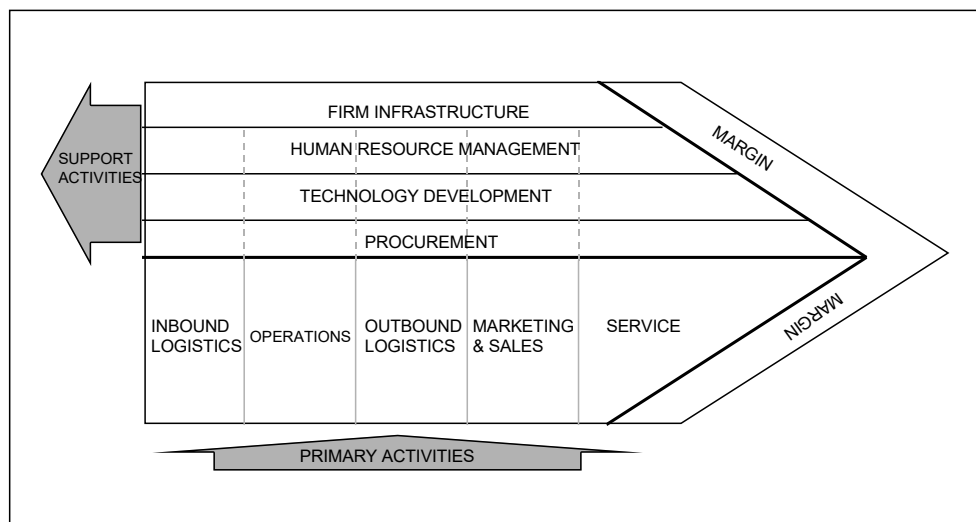 FIRM INFRASTRUCTURE
MARGIN
HUMAN RESOURCE MANAGEMENT
SUPPORT
ACTIVITIES
TECHNOLOGY DEVELOPMENT
PROCUREMENT
INBOUND
LOGISTICS
OPERATIONS
OUTBOUND
LOGISTICS
MARKETING
& SALES
SERVICE
MARGIN
PRIMARY ACTIVITIES